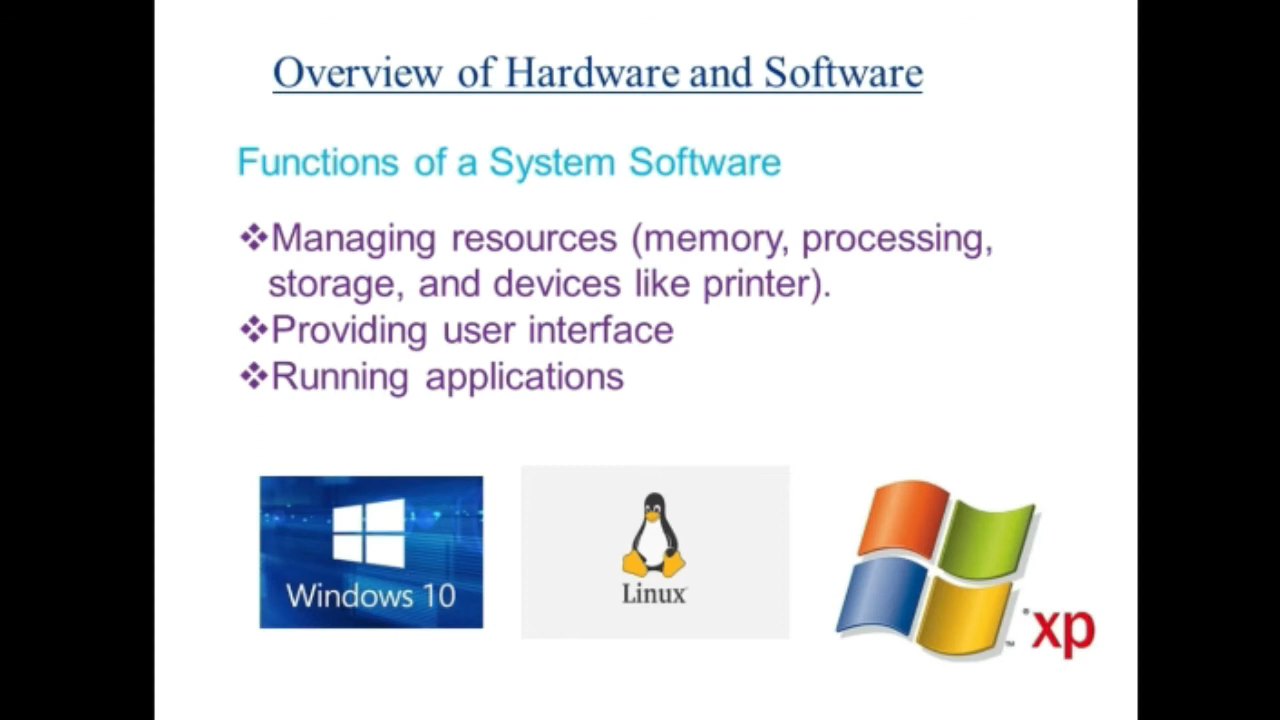 Overview of Hardware and Software
Functions of a System Software
❖Managing resources (memory, processing,
storage, and devices like printer).
❖Providing user interface
❖Running applications
Windows 10
Linux
xp